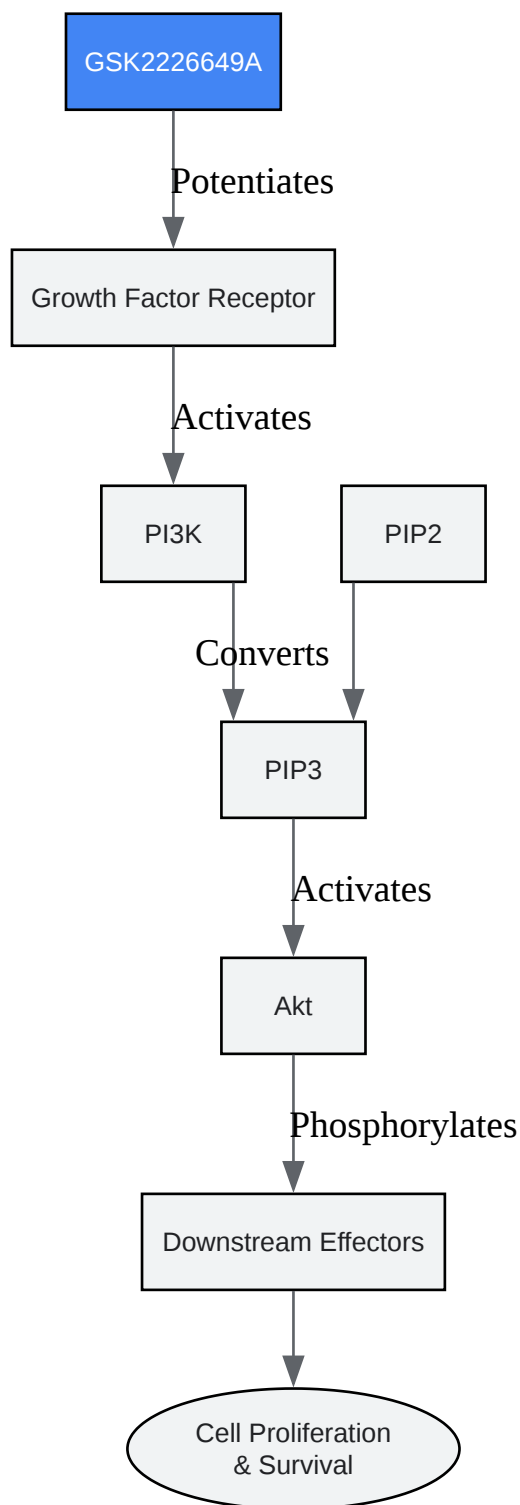 GSK2226649A
Potentiates
Growth Factor Receptor
Activates
PI3K
PIP2
Converts
PIP3
Activates
Akt
Phosphorylates
Downstream Effectors
Cell Proliferation
& Survival